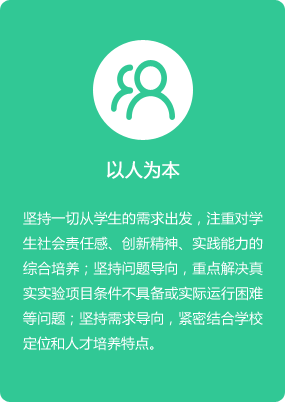 以人为本
坚持一切从学生的需求出发，注重对学
生社会责任感、创新精神、实践能力的
综合培养；坚持问题导向，重点解决真
实实验项目条件不具备或实际运行困难
等问题；坚持需求导向，紧密结合学校
定位和人才培养特点。